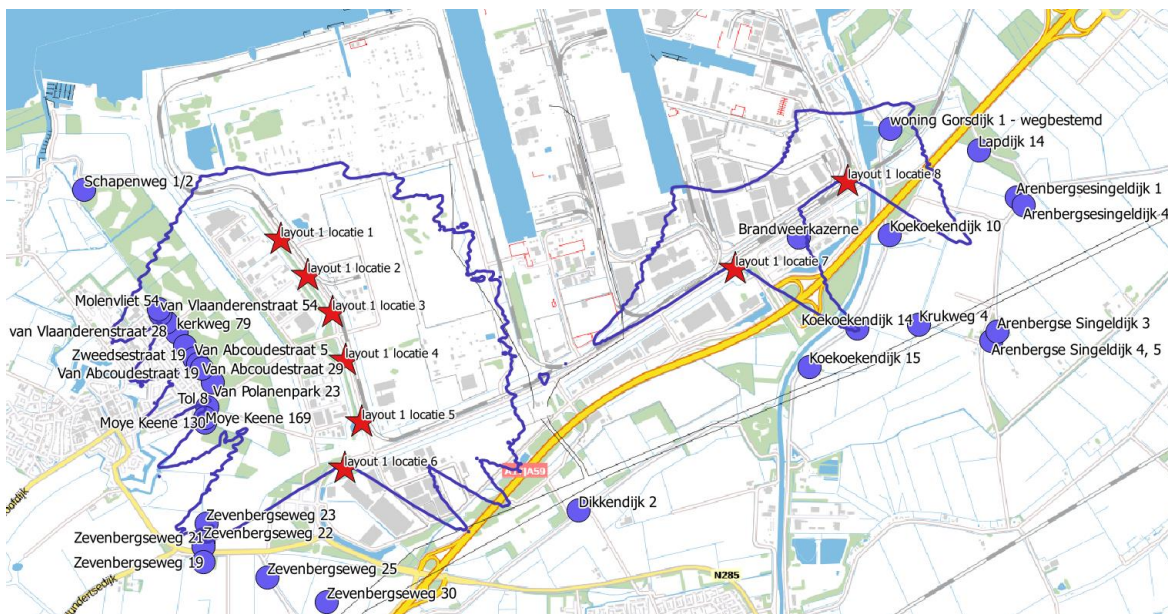 woning Gorsdijk 1 - wegbestemd
Lapdijk 14
layout 1 locatie 8
Schapenweg 1/2
Arenbergsesingeldijk 1
Arenbergsesingeldijk 4
Brandweerkazerne
Koekoekendijk 10
layout 1 locatie 1
layout 1 locatie 7
layout 1 locatie 2
Molenvliet 54
van Vlaanderenstraat 54
layout 1 locatie 3
kerkweg 79
van Vlaanderenstraat 28
Koekoekendijk 14
Krukweg 4
Arenbergse Singeldijk 3
Zweedsestraat 19
Van Abcoudestraat 5
layout 1 locatie 4
Arenbergse Singeldijk 4, 5
Koekoekendijk 15
Van Abcoudestraat 19
Van Abcoudestraat 29
Van Polanenpark 23
Tol 8
Moye Keene 130
Moye Keene 169
layout 1 locatie 5
layout 1 locatie 6
A59
oofdijk
Dikkendijk 2
Zevenbergseweg 23
Zevenbergseweg 22
Zevenbergseweg 21
Zevenbergseweg 19
Zevenbergseweg 25
N285
Zevenbergseweg 30
undertsedijk